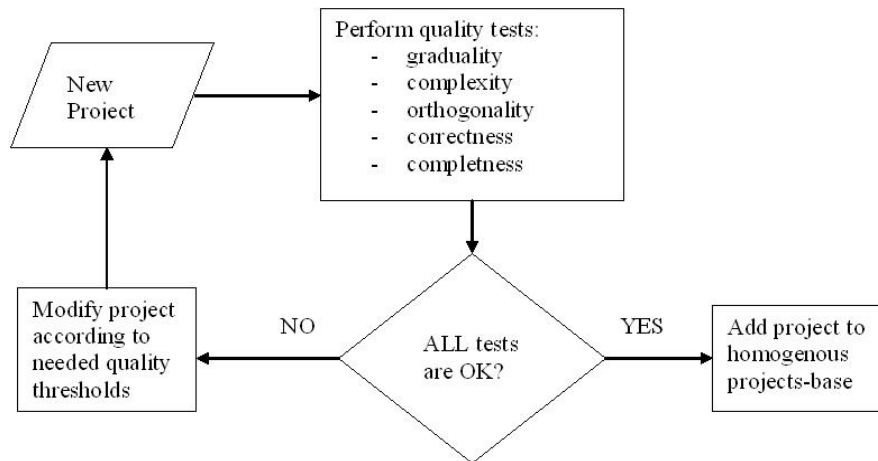 New
Project
Perform quality tests:
- graduality
- complexity
- orthogonality
- correctness
- completness
Modify project
according to
needed quality
thresholds
NO
ALL tests
are OK?
YES
Add project to
homogenous
projects-base